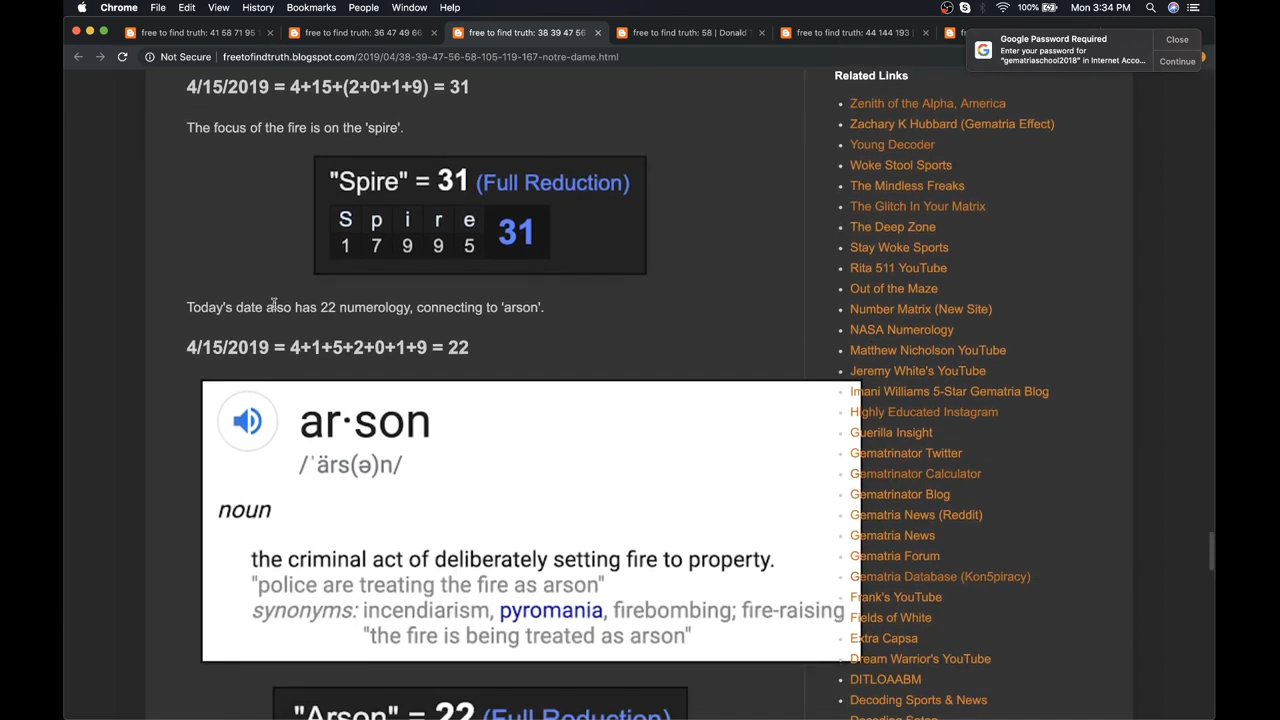 Chrome File Edit View History Bookmarks People Window Help 100% Mon 3:34 PM
free to find truth: 41 58 71 95 × free to find truth: 36 47 49 66 × free to find truth: 38 39 47 56 × free to find truth: 58 | Donald T × free to find truth: 44 144 193 ×
Google Password Required
Enter your password for
"gematriaschool2018" in Internet Acco...
Close
Continue
Not Secure | freetofindtruth.blogspot.com/2019/04/38-39-47-56-58-105-119-167-notre-dame.html
4/15/2019 = 4+15+(2+0+1+9) = 31
The focus of the fire is on the 'spire'.
"Spire" = 31 (Full Reduction)
S p i r e
1 7 9 9 5 31
Today's date also has 22 numerology, connecting to 'arson'.
4/15/2019 = 4+1+5+2+0+1+9 = 22
ar·son
/ˈärs(ə)n/
noun
the criminal act of deliberately setting fire to property.
"police are treating the fire as arson"
synonyms: incendiarism, pyromania, firebombing; fire-raising
"the fire is being treated as arson"
"Arson" = 22 (Full Reduction)
Related Links
Zenith of the Alpha, America
Zachary K Hubbard (Gematria Effect)
Young Decoder
Woke Stool Sports
The Mindless Freaks
The Glitch In Your Matrix
The Deep Zone
Stay Woke Sports
Rita 511 YouTube
Out of the Maze
Number Matrix (New Site)
NASA Numerology
Matthew Nicholson YouTube
Jeremy White's YouTube
Imani Williams 5-Star Gematria Blog
Highly Educated Instagram
Guerilla Insight
Gematrinator Twitter
Gematrinator Calculator
Gematrinator Blog
Gematria News (Reddit)
Gematria News
Gematria Forum
Gematria Database (Kon5piracy)
Frank's YouTube
Fields of White
Extra Capsa
Dream Warrior's YouTube
DITLOAABM
Decoding Sports & News